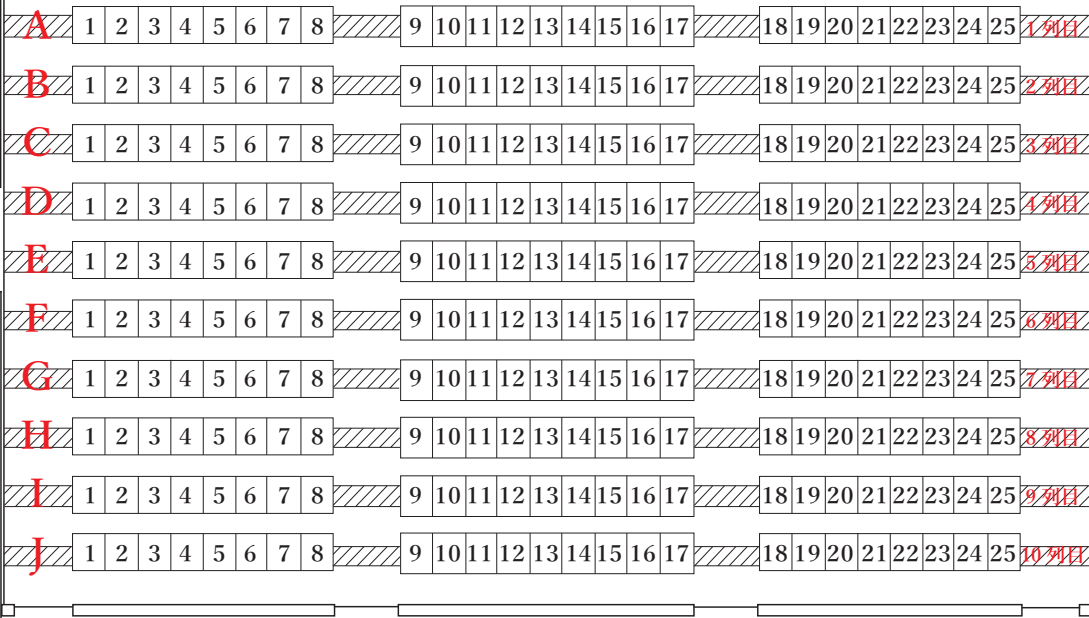 A 1 2 3 4 5 6 7 8 9 10 11 12 13 14 15 16 17 18 19 20 21 22 23 24 25 1列目
B 1 2 3 4 5 6 7 8 9 10 11 12 13 14 15 16 17 18 19 20 21 22 23 24 25 2列目
C 1 2 3 4 5 6 7 8 9 10 11 12 13 14 15 16 17 18 19 20 21 22 23 24 25 3列目
D 1 2 3 4 5 6 7 8 9 10 11 12 13 14 15 16 17 18 19 20 21 22 23 24 25 4列目
E 1 2 3 4 5 6 7 8 9 10 11 12 13 14 15 16 17 18 19 20 21 22 23 24 25 5列目
F 1 2 3 4 5 6 7 8 9 10 11 12 13 14 15 16 17 18 19 20 21 22 23 24 25 6列目
G 1 2 3 4 5 6 7 8 9 10 11 12 13 14 15 16 17 18 19 20 21 22 23 24 25 7列目
H 1 2 3 4 5 6 7 8 9 10 11 12 13 14 15 16 17 18 19 20 21 22 23 24 25 8列目
I 1 2 3 4 5 6 7 8 9 10 11 12 13 14 15 16 17 18 19 20 21 22 23 24 25 9列目
J 1 2 3 4 5 6 7 8 9 10 11 12 13 14 15 16 17 18 19 20 21 22 23 24 25 10列目